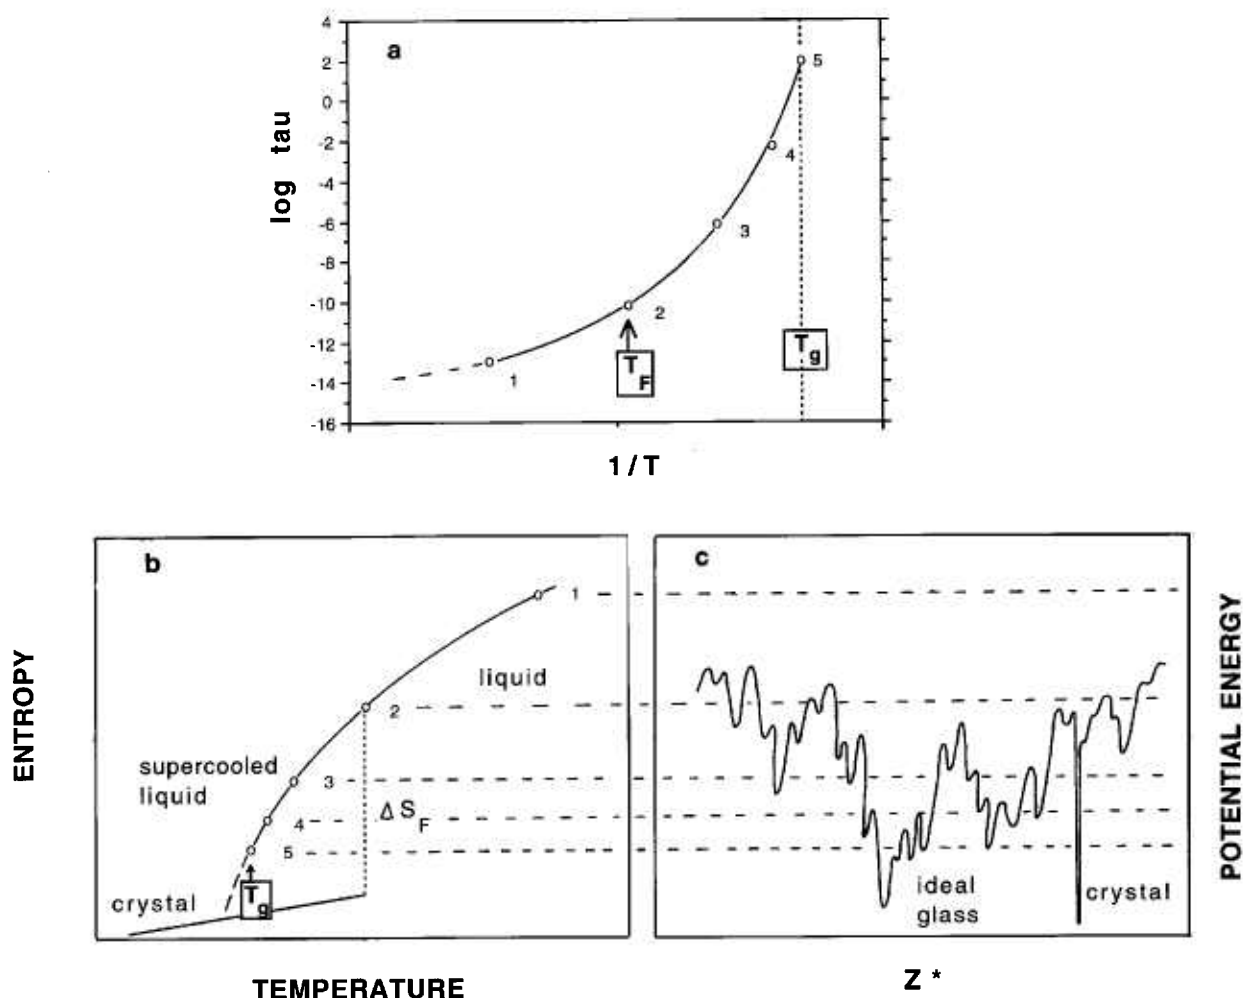 a
4
2
0
-2
-4
-6
-8
-10
-12
-14
-16
log tau
1
2
3
4
5
T F
T g
1 / T
b
ENTROPY
1
liquid
2
supercooled
liquid
3
Δ S F
4
5
T g
crystal
TEMPERATURE
c
ideal
glass
crystal
POTENTIAL ENERGY
Z *